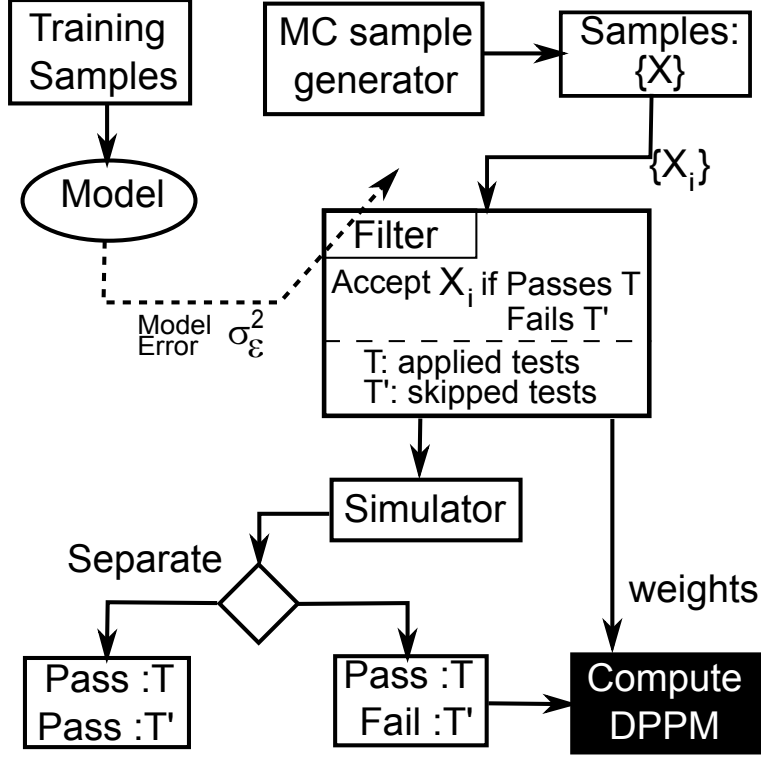 Training
Samples
MC sample
generator
Samples:
{X}
{X_i}
Model
Filter
Accept X_i if Passes T
Fails T'
Model
Error σ_ε^2
T: applied tests
T': skipped tests
Simulator
Separate
weights
Pass :T
Pass :T'
Pass :T
Fail :T'
Compute
DPPM